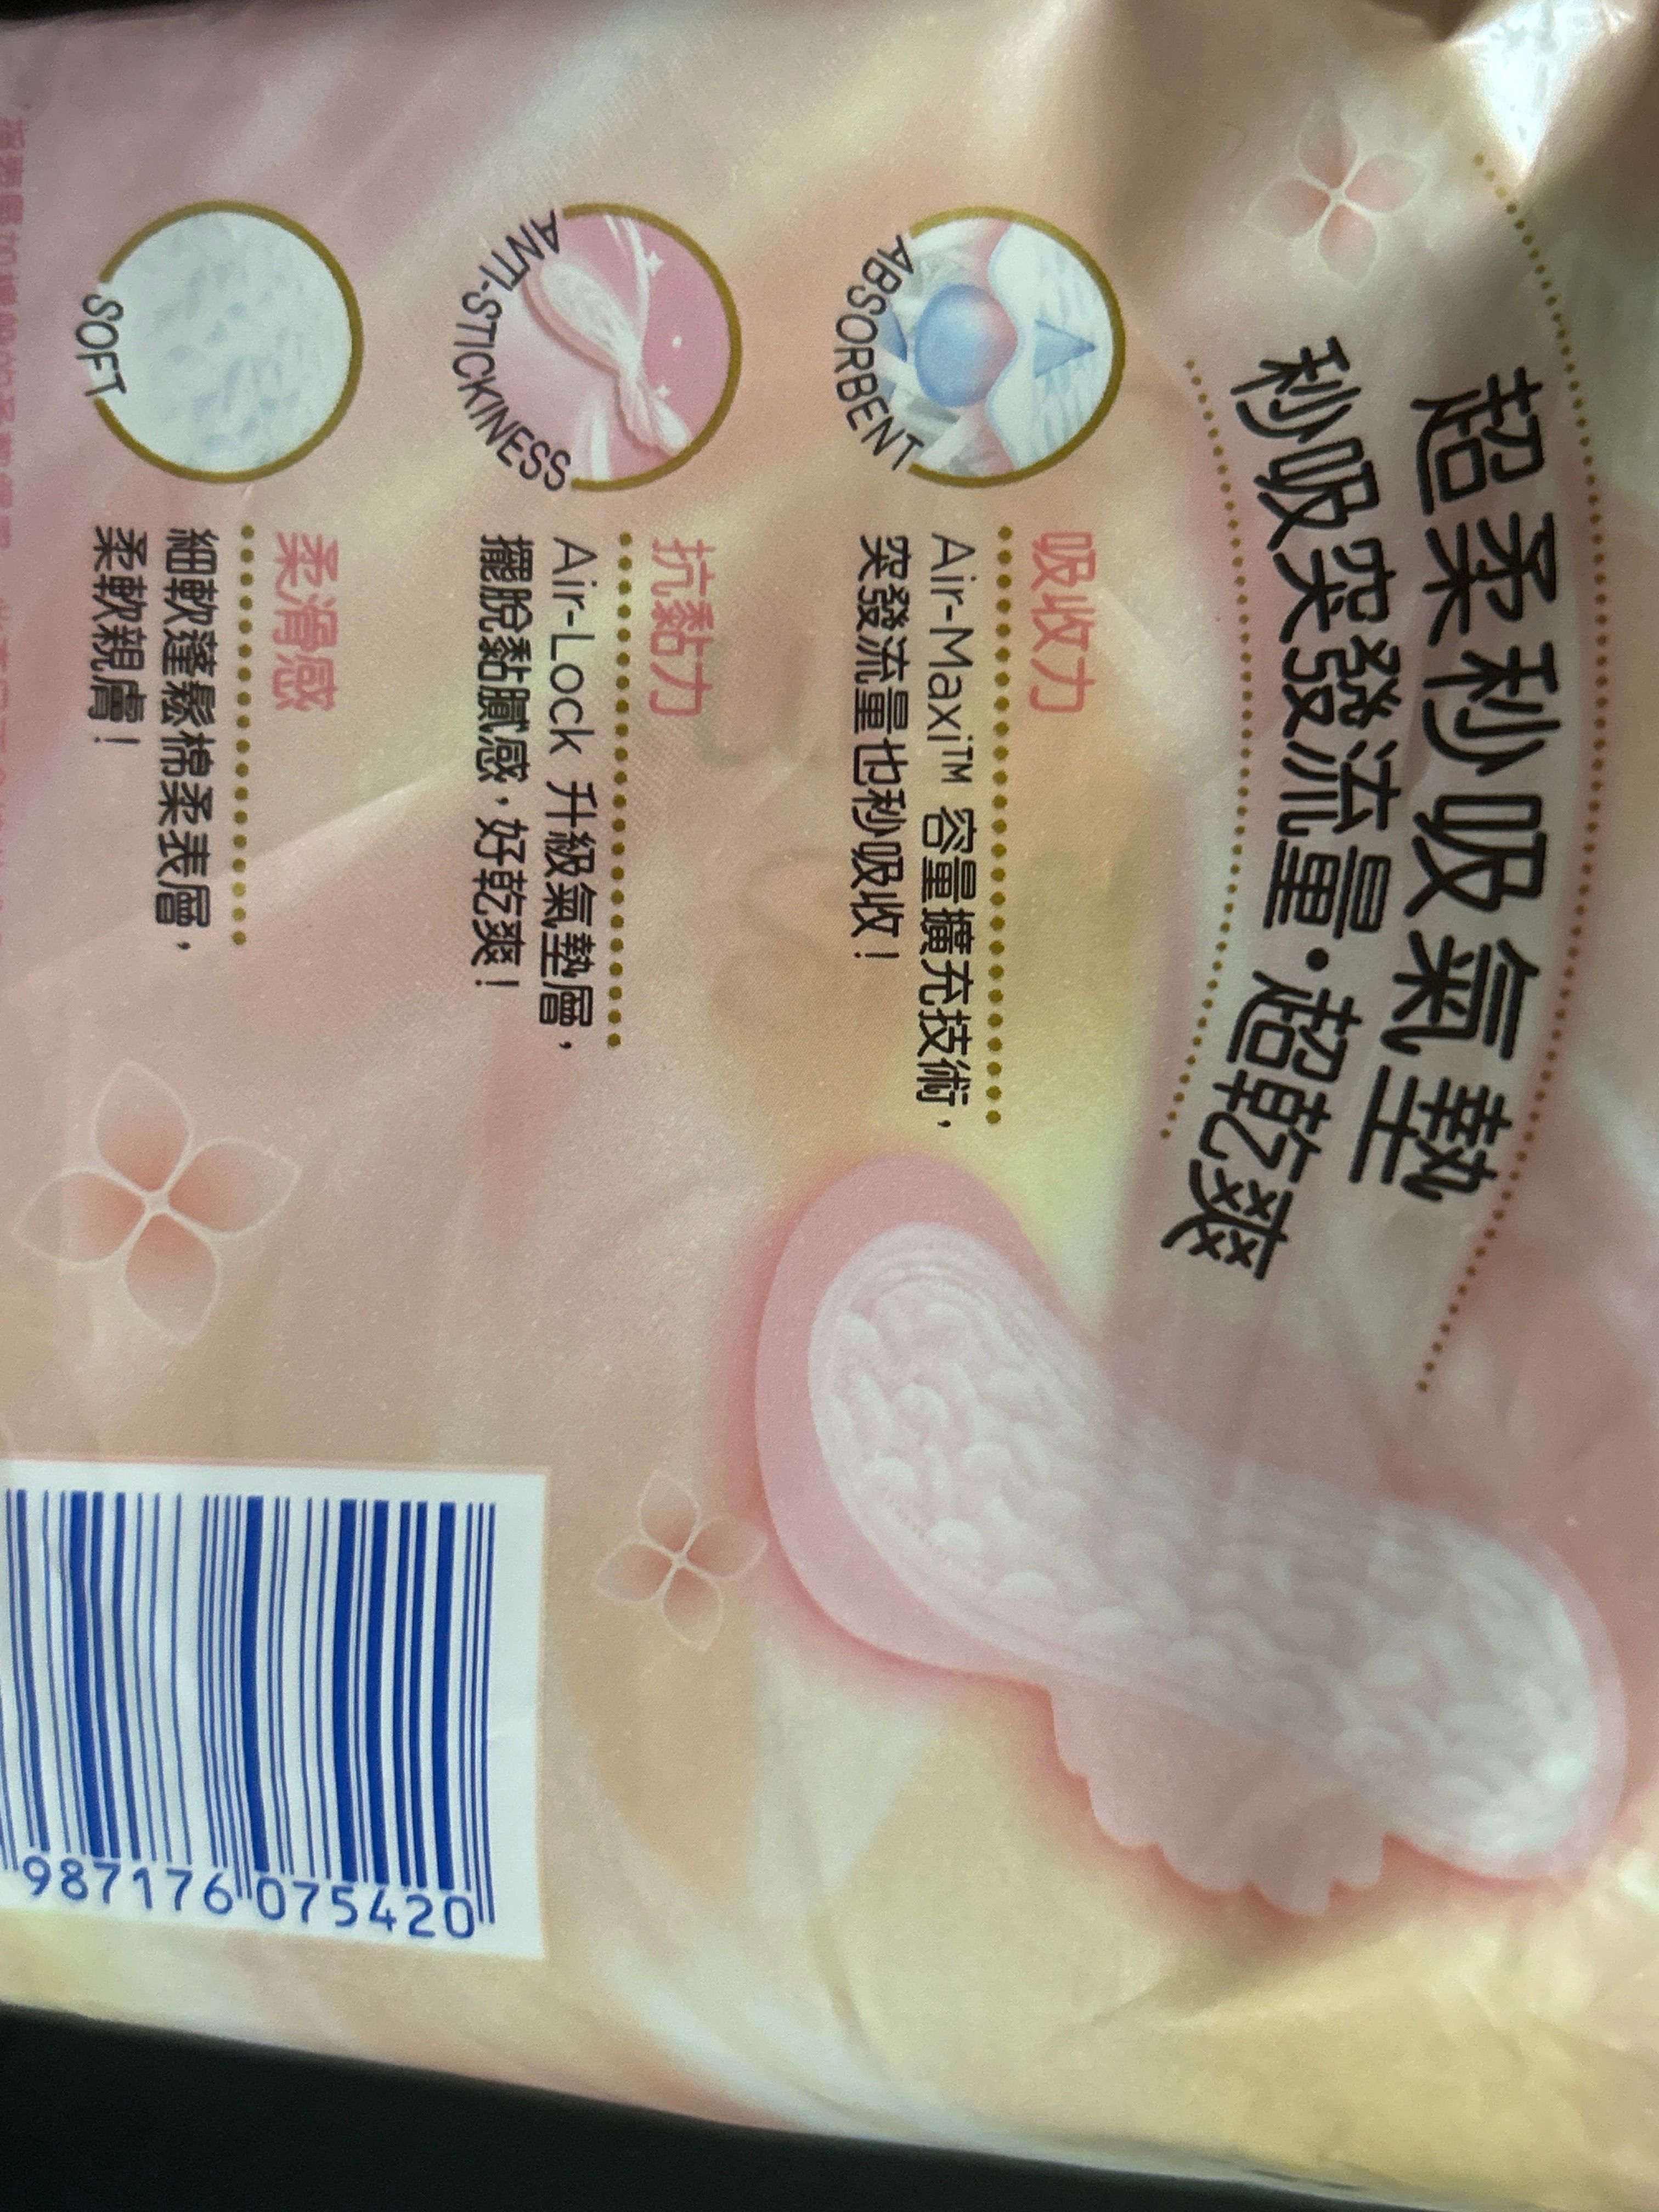 超柔秒吸氣墊
秒吸突發流量·超乾爽
ABSORBENT
吸收力
Air-Maxi™ 容量擴充技術,
突發流量也秒吸收!
ANTI-STICKINESS
抗黏力
Air-Lock 升級氣墊層,
擺脫黏膩感,好乾爽!
SOFT
柔滑感
細軟蓬鬆棉柔表層,
柔軟親膚!
987176 075420